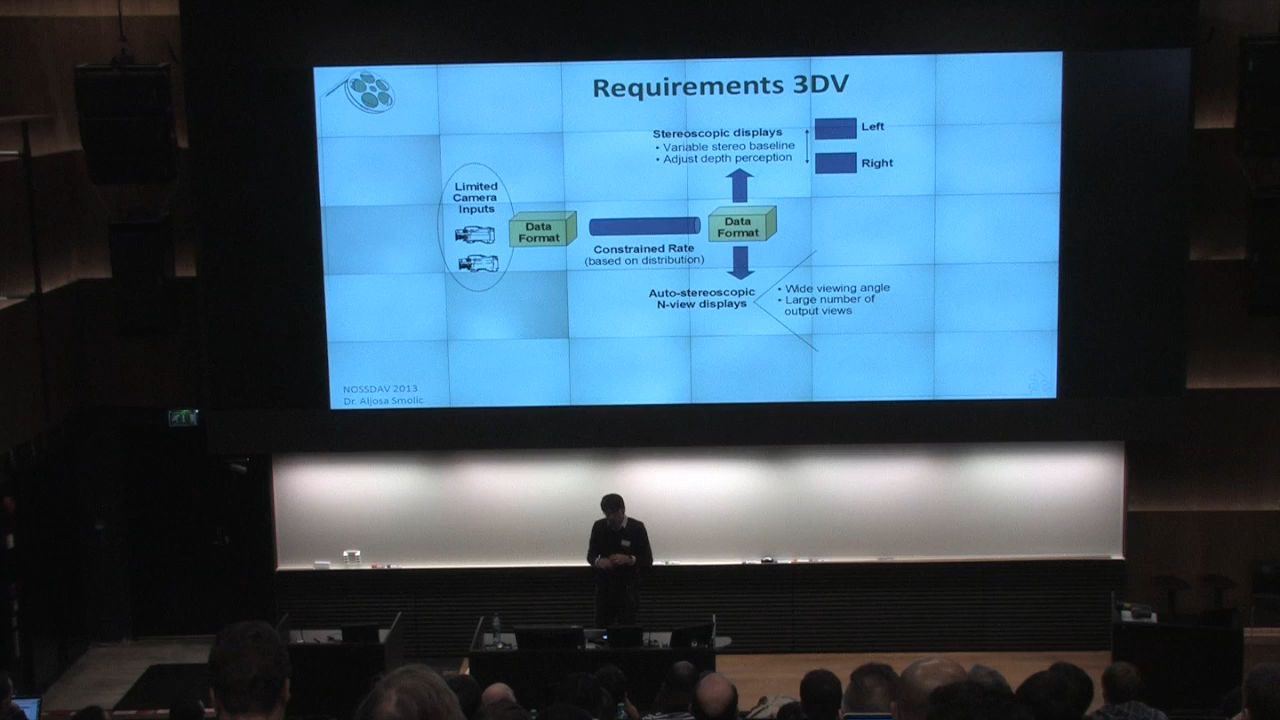 Requirements 3DV
Stereoscopic displays
• Variable stereo baseline
• Adjust depth perception
Left
Right
Limited
Camera
Inputs
Data
Format
Constrained Rate
(based on distribution)
Data
Format
Auto-stereoscopic
N-view displays
• Wide viewing angle
• Large number of
output views
NOSSDAV 2013
Dr. Aljosa Smolic